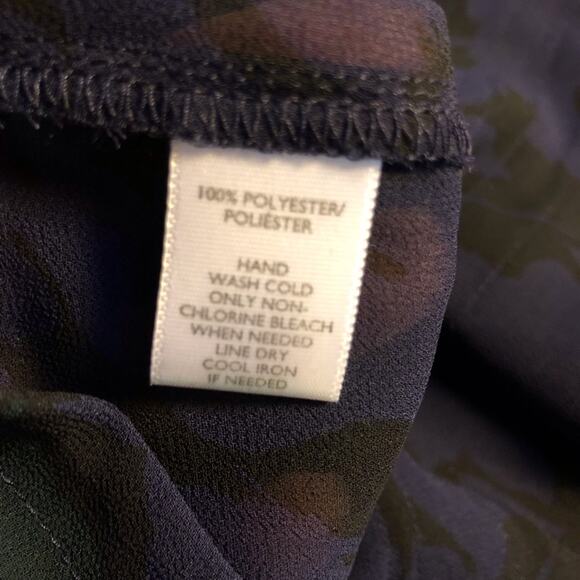 100% POLYESTER/
POLIÉSTER
HAND
WASH COLD
ONLY NON-
CHLORINE BLEACH
WHEN NEEDED
LINE DRY
COOL IRON
IF NEEDED